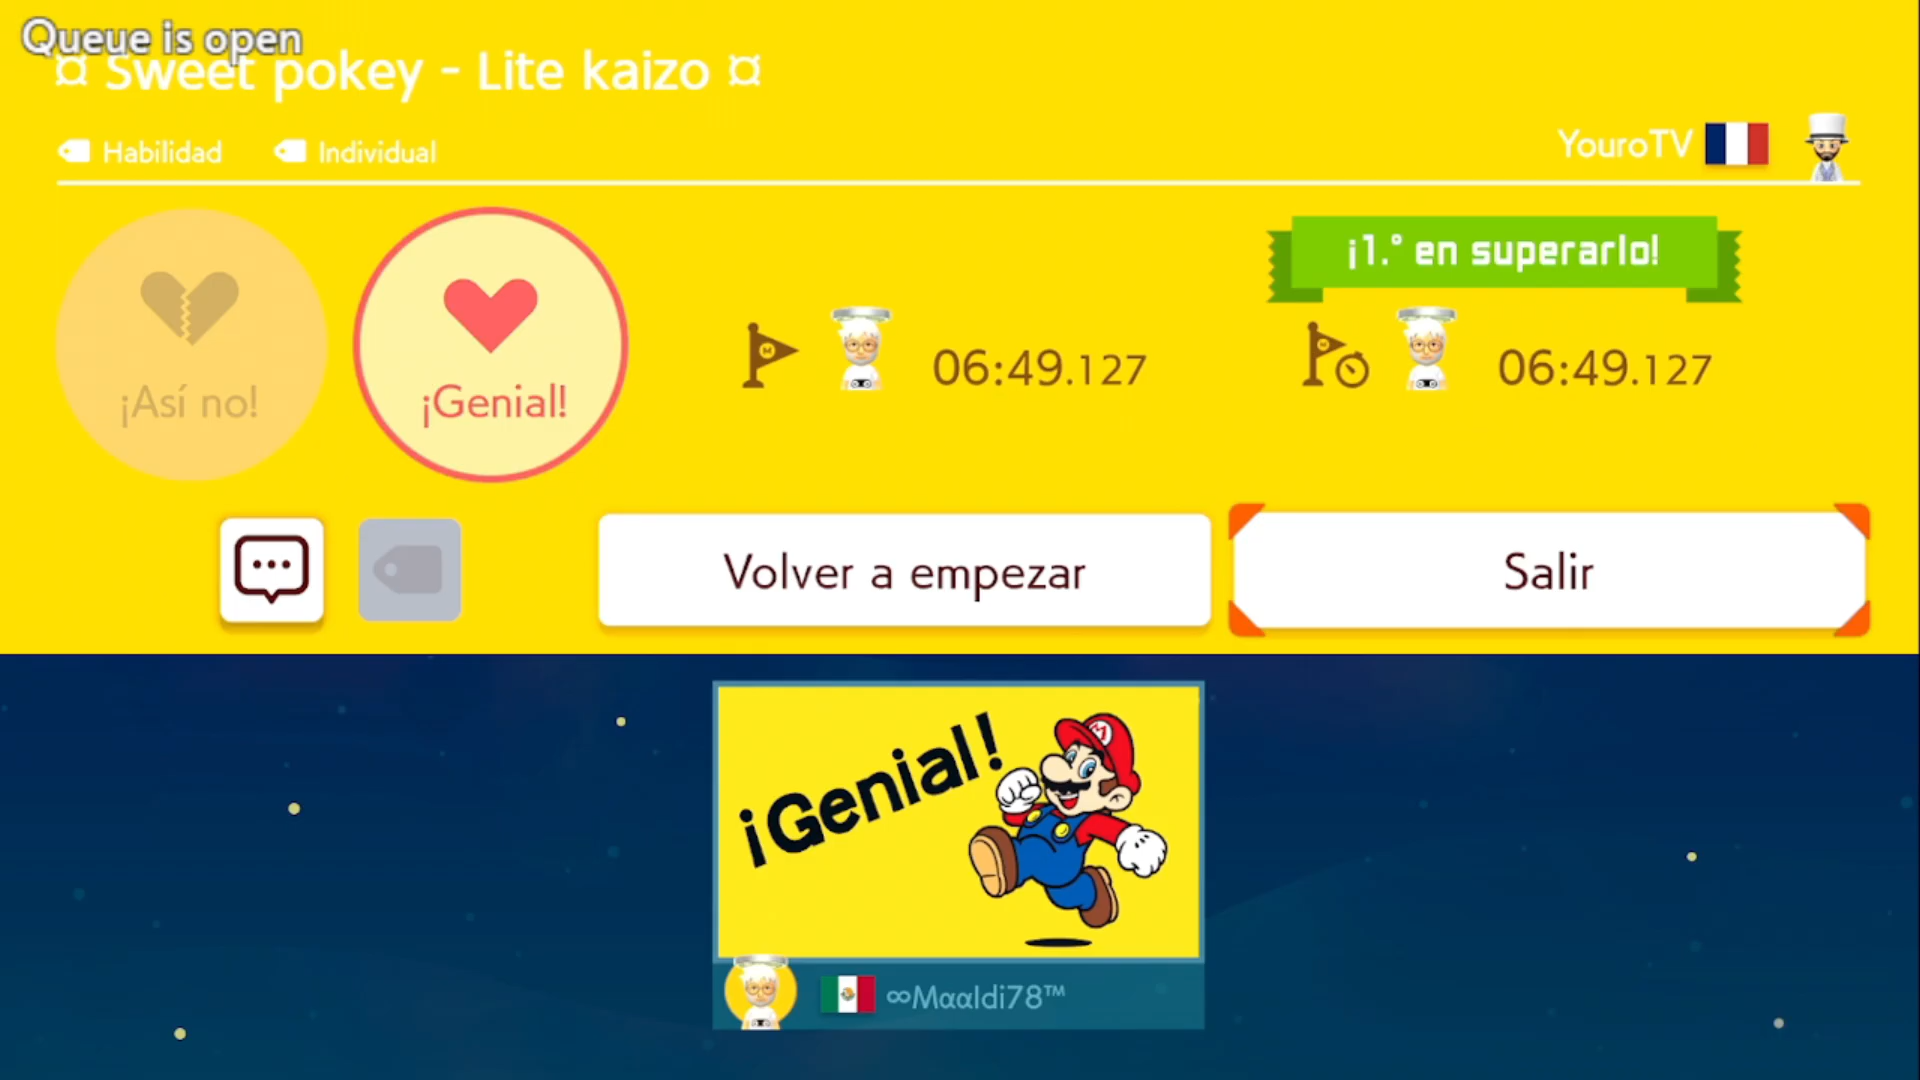 Queue is open
¤ Sweet pokey - Lite kaizo ¤
Habilidad Individual
YouroTV
¡1.° en superarlo!
¡Así no!
¡Genial!
M 06:49.127
M 06:49.127
Volver a empezar
Salir
¡Genial!
M
∞Mααldi78™